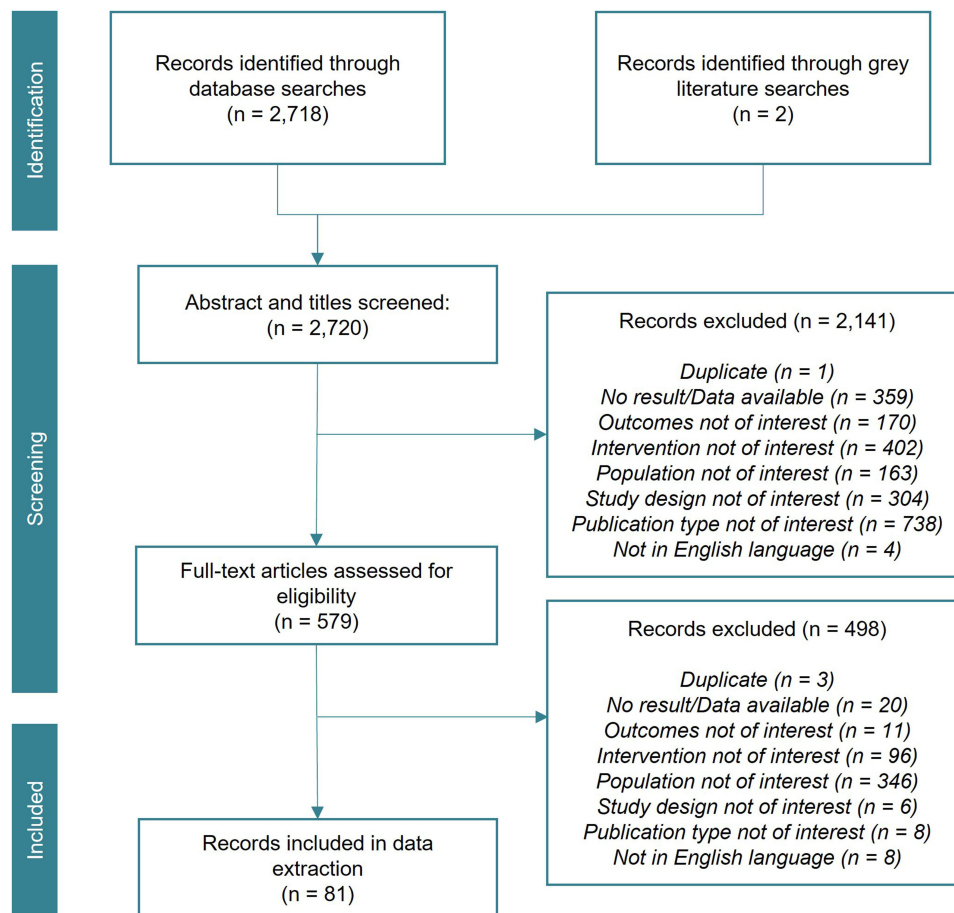 Identification
Records identified through
database searches
(n = 2,718)
Records identified through grey
literature searches
(n = 2)
Screening
Abstract and titles screened:
(n = 2,720)
Records excluded (n = 2,141)
Duplicate (n = 1)
No result/Data available (n = 359)
Outcomes not of interest (n = 170)
Intervention not of interest (n = 402)
Population not of interest (n = 163)
Study design not of interest (n = 304)
Publication type not of interest (n = 738)
Not in English language (n = 4)
Full-text articles assessed for
eligibility
(n = 579)
Records excluded (n = 498)
Duplicate (n = 3)
No result/Data available (n = 20)
Outcomes not of interest (n = 11)
Intervention not of interest (n = 96)
Population not of interest (n = 346)
Study design not of interest (n = 6)
Publication type not of interest (n = 8)
Not in English language (n = 8)
Included
Records included in data
extraction
(n = 81)